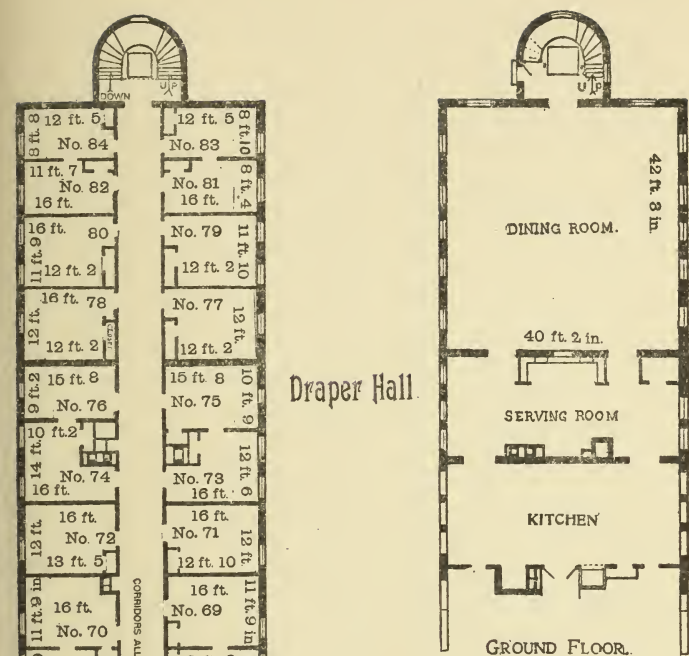 DOWN
UP
12 ft. 5
8 ft. 8
No. 84
12 ft. 5
8 ft. 10
No. 83
11 ft. 7
No. 82
16 ft.
No. 81
16 ft.
8 ft. 4
16 ft.
80
11 ft. 9
12 ft. 2
No. 79
11 ft. 10
12 ft. 2
16 ft.
78
12 ft.
12 ft. 2
CLOSET
No. 77
12 ft.
12 ft. 2
15 ft. 8
9 ft. 2
No. 76
15 ft. 8
No. 75
10 ft. 9
10 ft. 2
14 ft.
No. 74
16 ft.
No. 73
12 ft. 6
16 ft.
16 ft.
12 ft.
No. 72
13 ft. 5
16 ft.
No. 71
12 ft.
12 ft. 10
11 ft. 9 in
16 ft.
No. 70
CORRIDORS ALL
16 ft.
No. 69
11 ft. 9 in
Draper Hall
UP
DINING ROOM.
42 ft. 3 in.
40 ft. 2 in.
SERVING ROOM
KITCHEN
GROUND FLOOR.